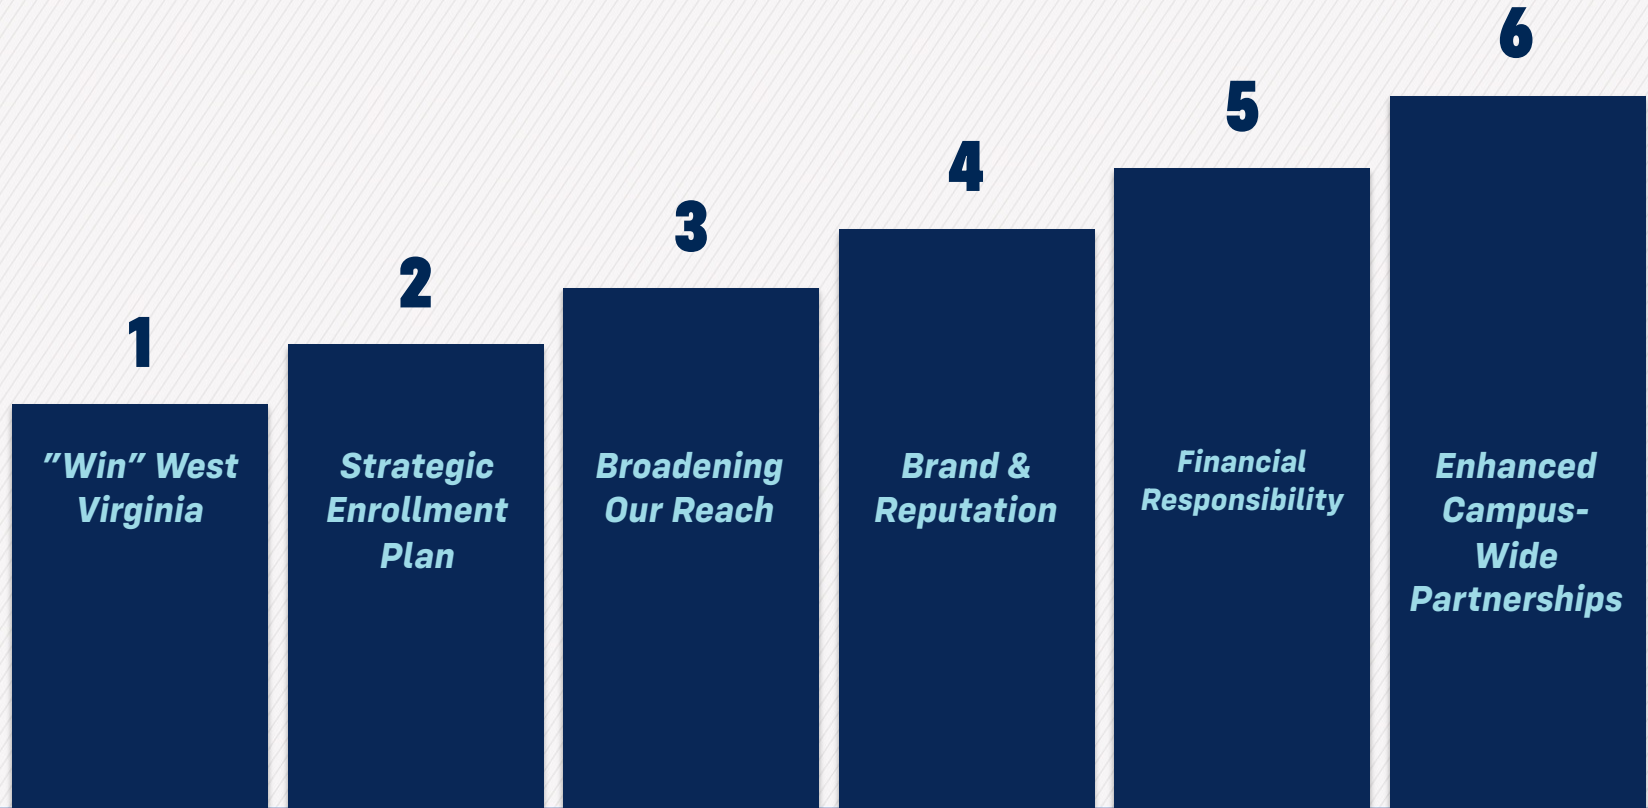 1
”Win” West
Virginia
2
Strategic
Enrollment
Plan
3
Broadening
Our Reach
4
Brand &
Reputation
5
Financial
Responsibility
6
Enhanced
Campus-
Wide
Partnerships